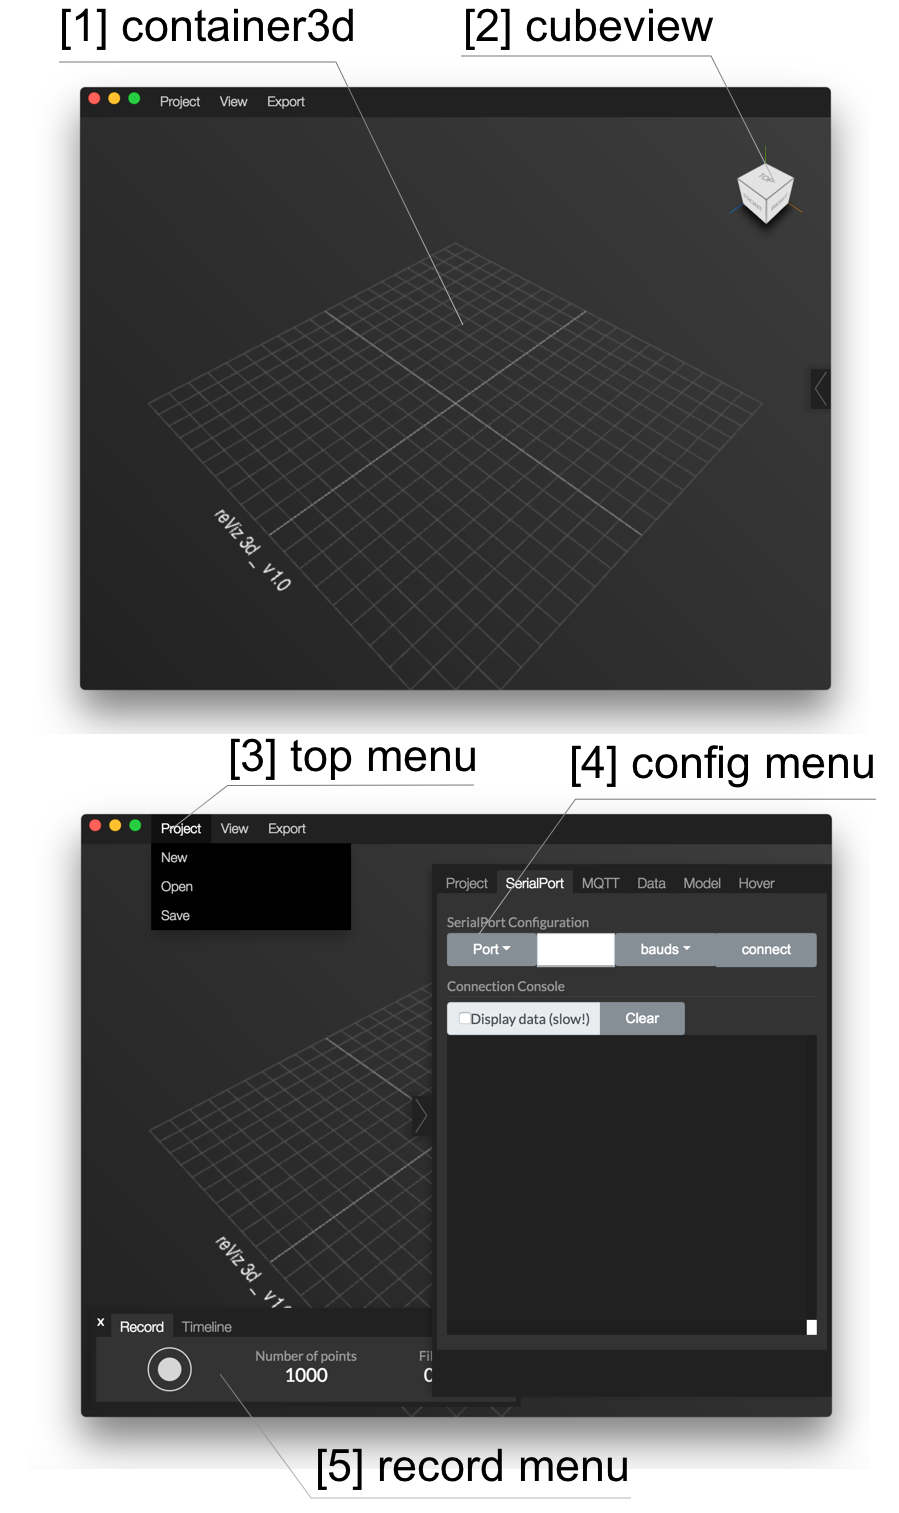 [1] container3d
[2] cubeview
Project View Export
TOP
reViz 3d_ v1.0
[3] top menu
[4] config menu
Project View Export
New
Open
Save
Project SerialPort MQTT Data Model Hover
SerialPort Configuration
Port bauds connect
Connection Console
Display data (slow!) Clear
reViz 3d_ v1.
x Record Timeline
Number of points Fil
1000 0
[5] record menu